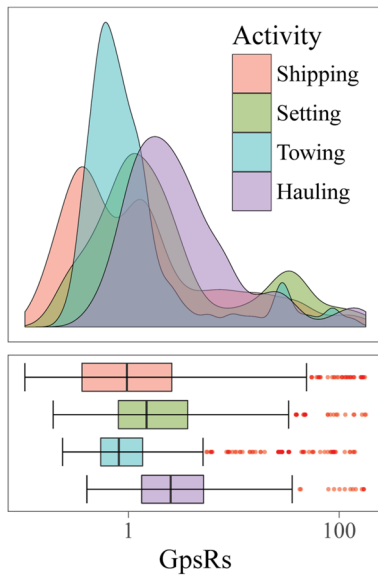 Activity
Shipping
Setting
Towing
Hauling
1
100
GpsRs